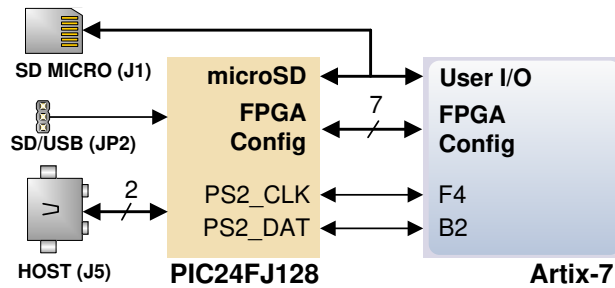 SD MICRO (J1)
microSD
User I/O
SD/USB (JP2)
FPGA
Config
7
FPGA
Config
2
HOST (J5)
PS2_CLK
F4
PS2_DAT
B2
PIC24FJ128
Artix-7